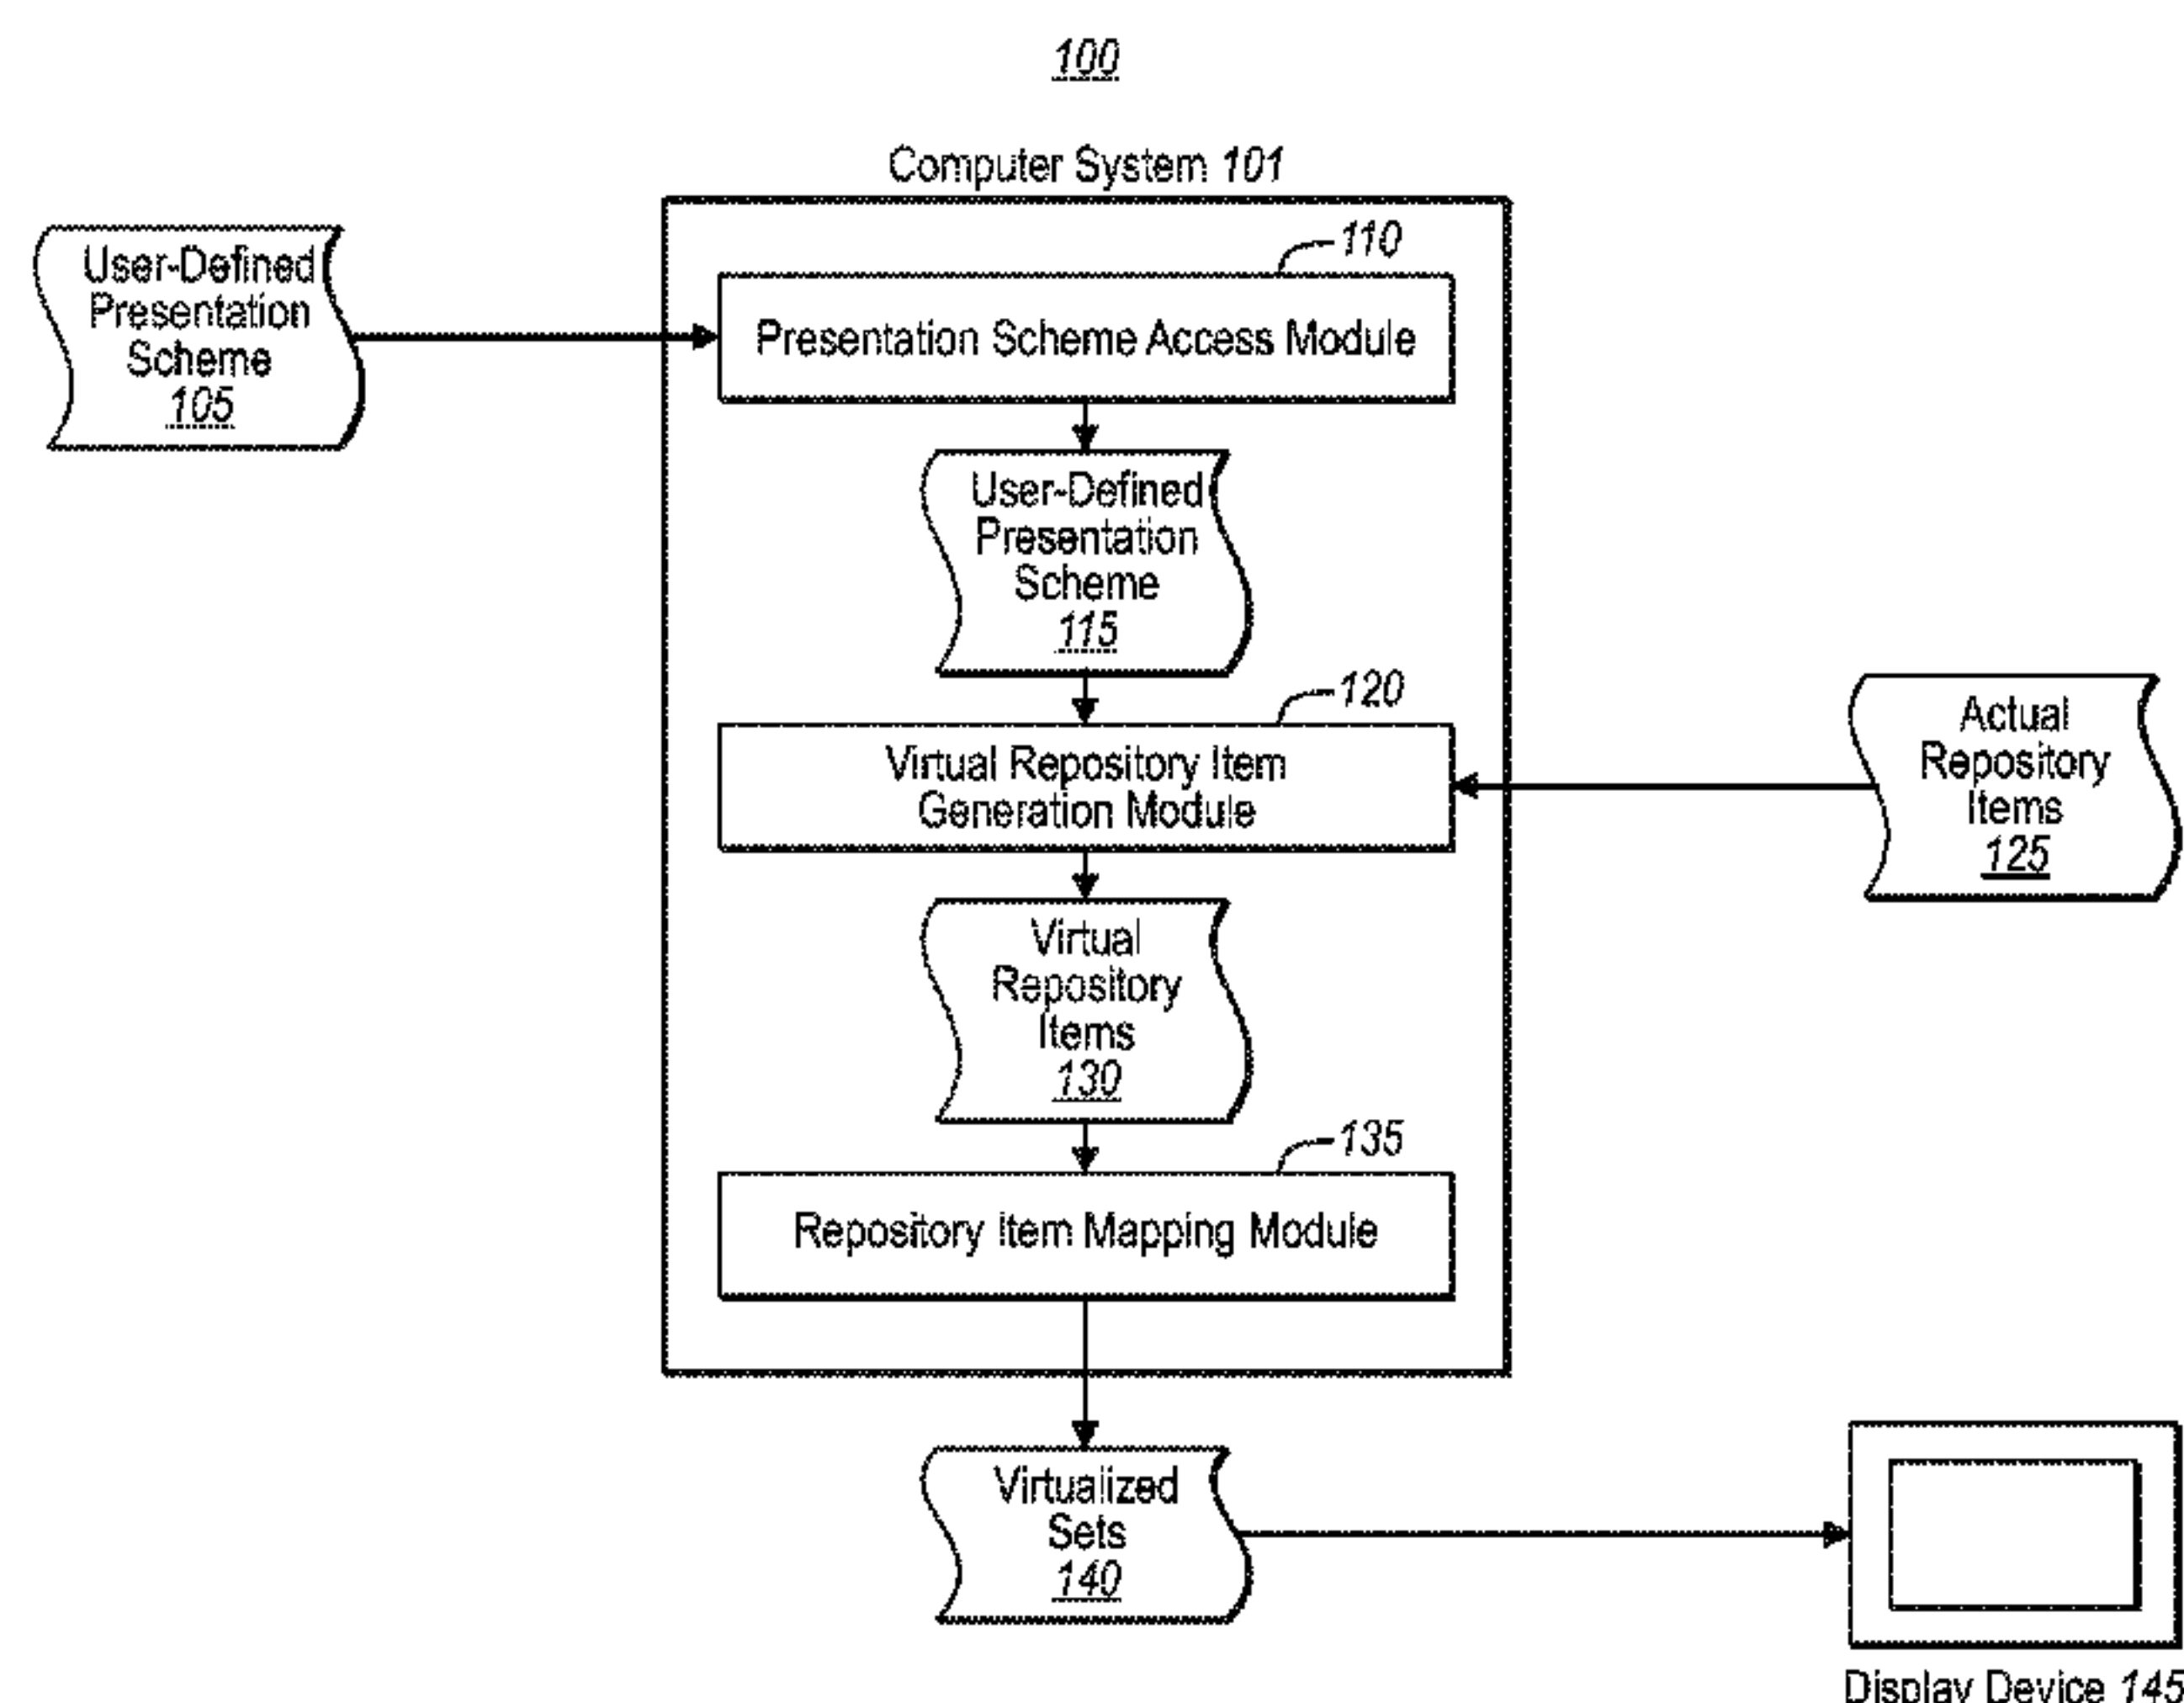 100
Computer System 101
User-Defined
Presentation
Scheme
105
110
Presentation Scheme Access Module
User-Defined
Presentation
Scheme
115
120
Virtual Repository Item
Generation Module
Actual
Repository
Items
125
Virtual
Repository
Items
130
135
Repository Item Mapping Module
Virtualized
Sets
140
Display Device 145